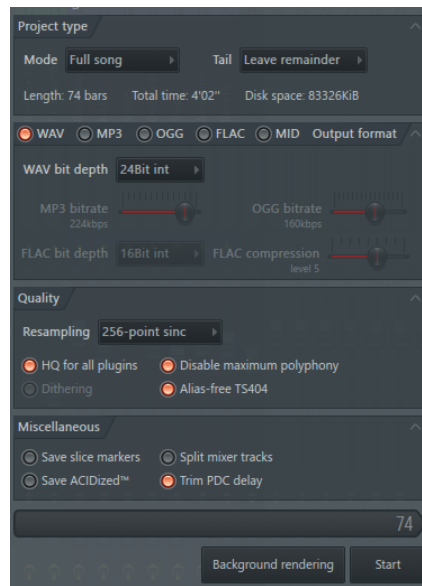 Project type
Mode Full song Tail Leave remainder
Length: 74 bars Total time: 4'02" Disk space: 83326KiB
WAV MP3 OGG FLAC MID Output format
WAV bit depth 24Bit int
MP3 bitrate OGG bitrate
224kbps 160kbps
FLAC bit depth 16Bit int FLAC compression
level 5
Quality
Resampling 256-point sinc
HQ for all plugins Disable maximum polyphony
Dithering Alias-free TS404
Miscellaneous
Save slice markers Split mixer tracks
Save ACIDized™ Trim PDC delay
74
Background rendering Start